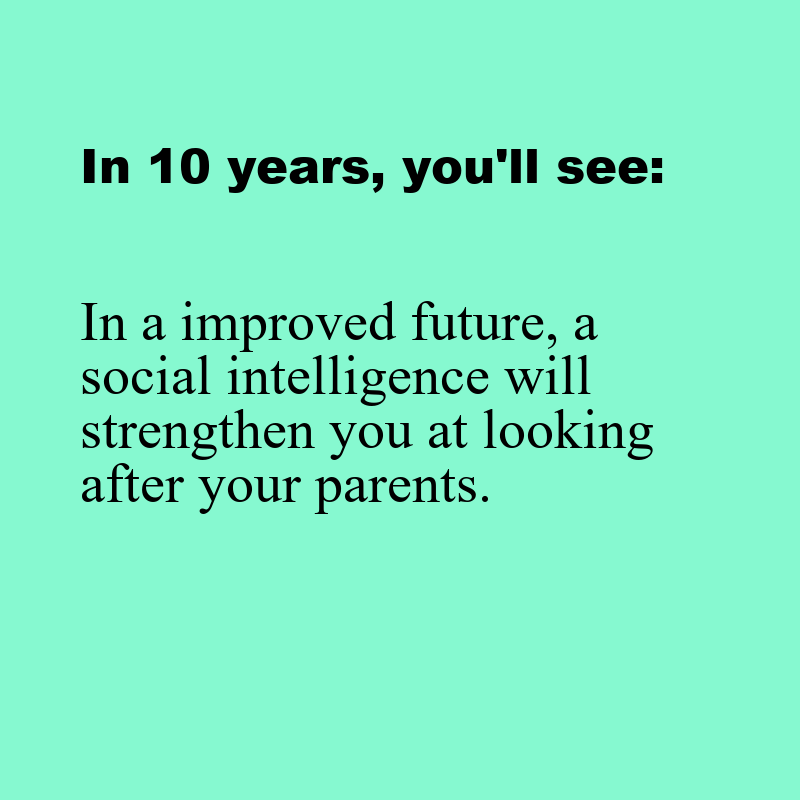 In 10 years, you'll see:
In a improved future, a
social intelligence will
strengthen you at looking
after your parents.